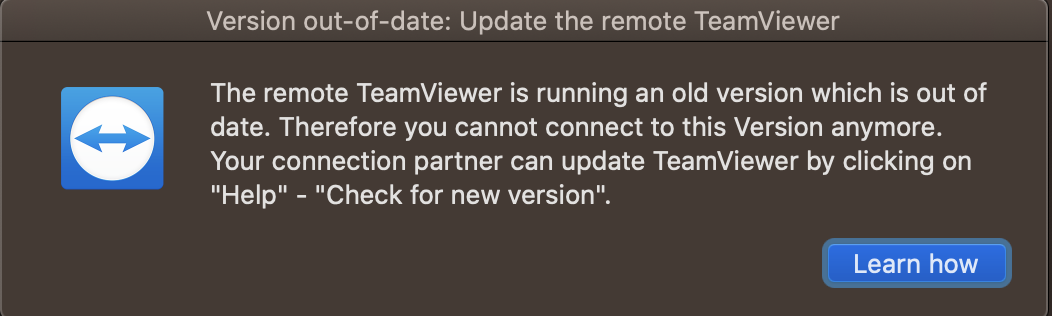 Version out-of-date: Update the remote TeamViewer
The remote TeamViewer is running an old version which is out of
date. Therefore you cannot connect to this Version anymore.
Your connection partner can update TeamViewer by clicking on
"Help" - "Check for new version".
Learn how